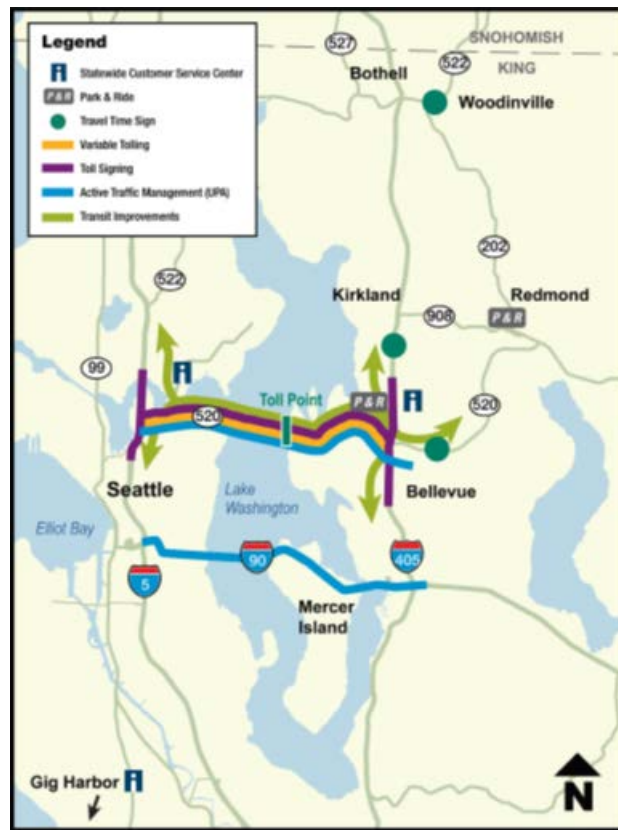 Legend
Statewide Customer Service Center
P&R Park & Ride
Travel Time Sign
Variable Tolling
Toll Signing
Active Traffic Management (UPA)
Transit Improvements
527
SNOHOMISH
KING
522
Bothell
Woodinville
202
522
Kirkland
Redmond
908
P&R
99
Toll Point
P&R
520
520
Seattle
Bellevue
Lake
Washington
Elliot Bay
5
90
405
Mercer
Island
Gig Harbor
N